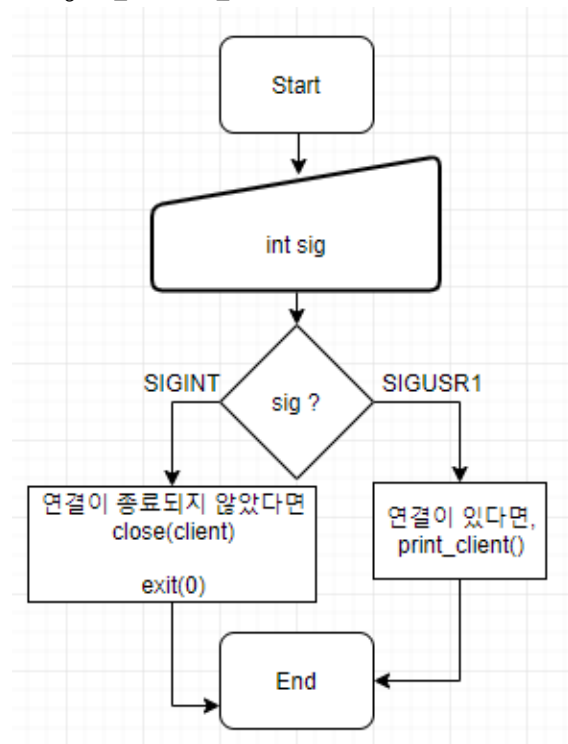 Start
int sig
SIGINT
sig ?
SIGUSR1
연결이 종료되지 않았다면
close(client)
exit(0)
연결이 있다면,
print_client()
End